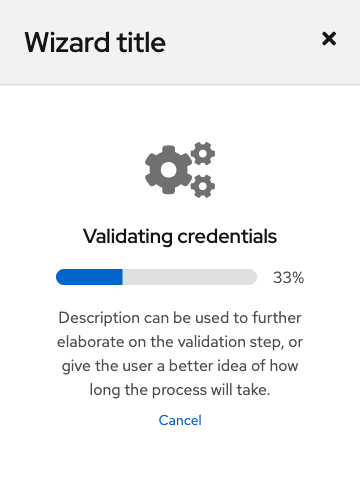 Wizard title
Validating credentials
33%
Description can be used to further
elaborate on the validation step, or
give the user a better idea of how
long the process will take.
Cancel